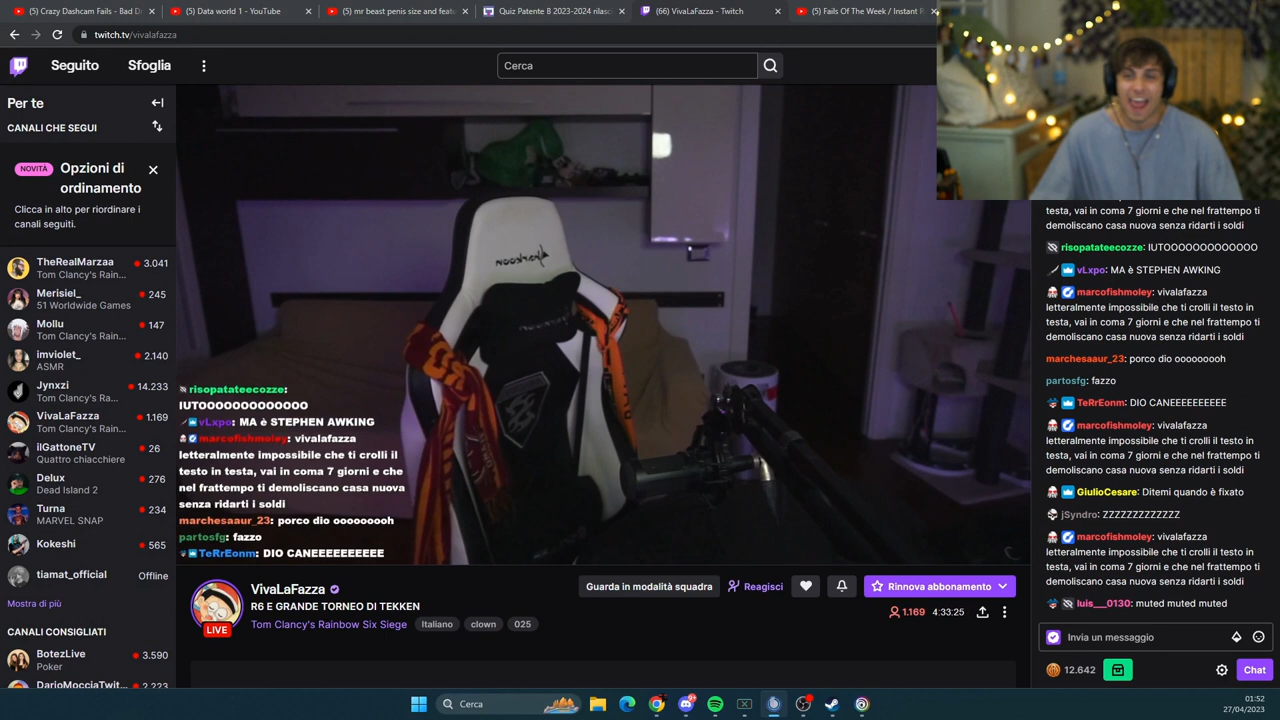 (5) Crazy Dashcam Fails - Bad D
(5) Data world 1 - YouTube
(5) mr beast penis size and featu
Quiz Patente B 2023-2024 rilasc
(66) VivaLaFazza - Twitch
(5) Fails Of The Week / Instant R
twitch.tv/vivalafazza
Seguito
Sfoglia
Cerca
Per te
CANALI CHE SEGUI
NOVITÀ
Opzioni di
ordinamento
Clicca in alto per riordinare i
canali seguiti.
TheRealMarzaa 3.041
Tom Clancy's Rain...
Merisiel_ 245
51 Worldwide Games
Mollu 147
Tom Clancy's Rain...
imviolet_ 2.140
ASMR
Jynxzi 14.233
Tom Clancy's Ra...
VivaLaFazza 1.169
Tom Clancy's Rain...
ilGattoneTV 26
Quattro chiacchiere
Delux 276
Dead Island 2
Turna 234
MARVEL SNAP
Kokeshi 565
tiamat_official Offline
Mostra di più
CANALI CONSIGLIATI
BotezLive 3.590
Poker
DarioMocciaTwit... 2.223
risopatateecozze:
IUTOOOOOOOOOOOO
vLxpo: MA è STEPHEN AWKING
marcofishmoley: vivalafazza
letteralmente impossibile che ti crolli il
testo in testa, vai in coma 7 giorni e che
nel frattempo ti demoliscano casa nuova
senza ridarti i soldi
marchesaaur_23: porco dio oooooooh
partosfg: fazzo
TeRrEonm: DIO CANEEEEEEEEEE
VivaLaFazza
R6 E GRANDE TORNEO DI TEKKEN
Tom Clancy's Rainbow Six Siege
Italiano
clown
025
LIVE
Guarda in modalità squadra
Reagisci
Rinnova abbonamento
1.169
4:33:25
testa, vai in coma 7 giorni e che nel frattempo ti
demoliscano casa nuova senza ridarti i soldi
risopatateecozze: IUTOOOOOOOOOOOOO
vLxpo: MA è STEPHEN AWKING
marcofishmoley: vivalafazza
letteralmente impossibile che ti crolli il testo in
testa, vai in coma 7 giorni e che nel frattempo ti
demoliscano casa nuova senza ridarti i soldi
marchesaaur_23: porco dio oooooooh
partosfg: fazzo
TeRrEonm: DIO CANEEEEEEEEEE
marcofishmoley: vivalafazza
letteralmente impossibile che ti crolli il testo in
testa, vai in coma 7 giorni e che nel frattempo ti
demoliscano casa nuova senza ridarti i soldi
GiulioCesare: Ditemi quando è fixato
jSyndro: ZZZZZZZZZZZZZ
marcofishmoley: vivalafazza
letteralmente impossibile che ti crolli il testo in
testa, vai in coma 7 giorni e che nel frattempo ti
demoliscano casa nuova senza ridarti i soldi
luis___0130: muted muted muted
Invia un messaggio
12.642
Chat
Cerca
01:52
27/04/2023